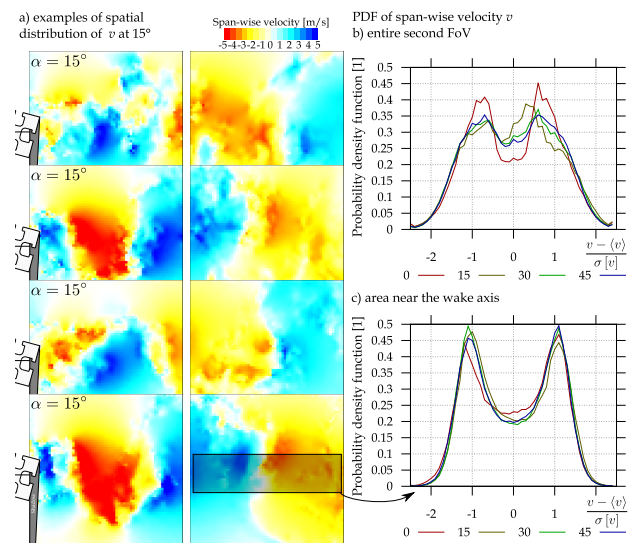 a) examples of spatial
distribution of v at 15°
Span-wise velocity [m/s]
-5-4-3-2-1 0 1 2 3 4 5
α = 15°
α = 15°
α = 15°
α = 15°
PDF of span-wise velocity v
b) entire second FoV
Probability density function [1]
0.5
0.45
0.4
0.35
0.3
0.25
0.2
0.15
0.1
0.05
0
-2 -1 0 1
v − ⟨v⟩
σ [v]
0 15 30 45
c) area near the wake axis
Probability density function [1]
0.5
0.45
0.4
0.35
0.3
0.25
0.2
0.15
0.1
0.05
0
-2 -1 0 1
v − ⟨v⟩
σ [v]
0 15 30 45